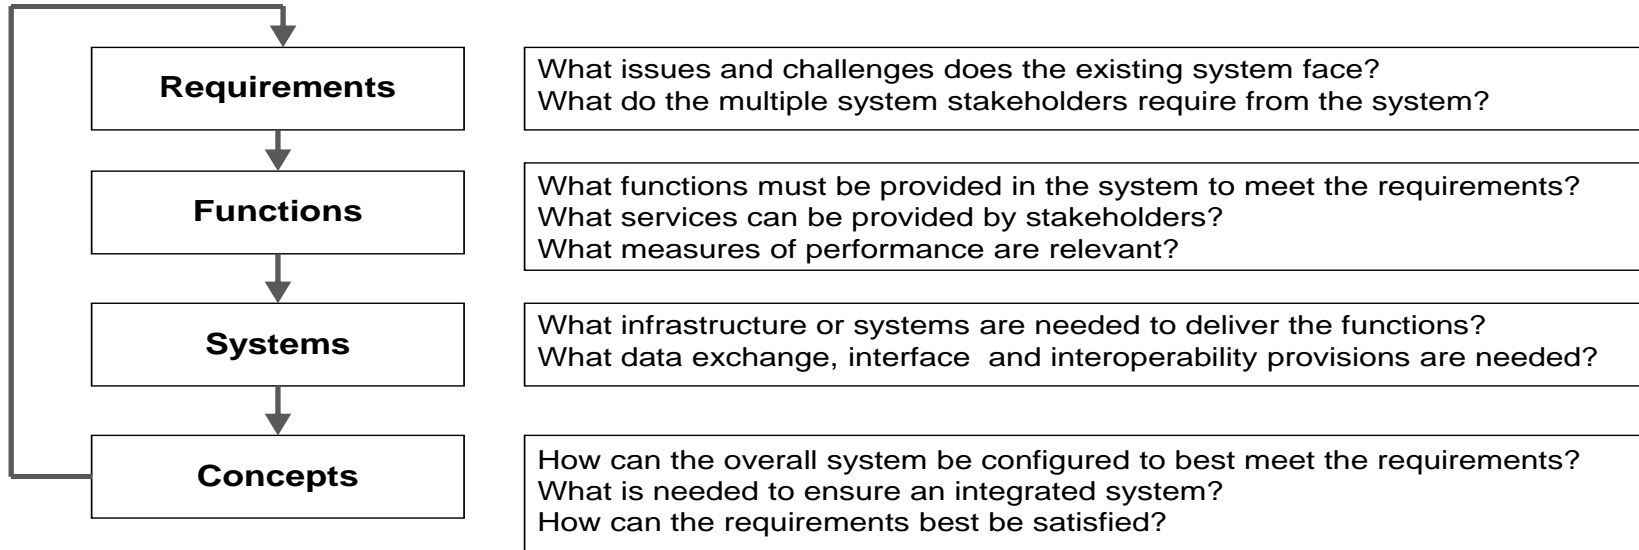 Requirements
What issues and challenges does the existing system face?
What do the multiple system stakeholders require from the system?
Functions
What functions must be provided in the system to meet the requirements?
What services can be provided by stakeholders?
What measures of performance are relevant?
Systems
What infrastructure or systems are needed to deliver the functions?
What data exchange, interface  and interoperability provisions are needed?
Concepts
How can the overall system be configured to best meet the requirements?
What is needed to ensure an integrated system?
How can the requirements best be satisfied?